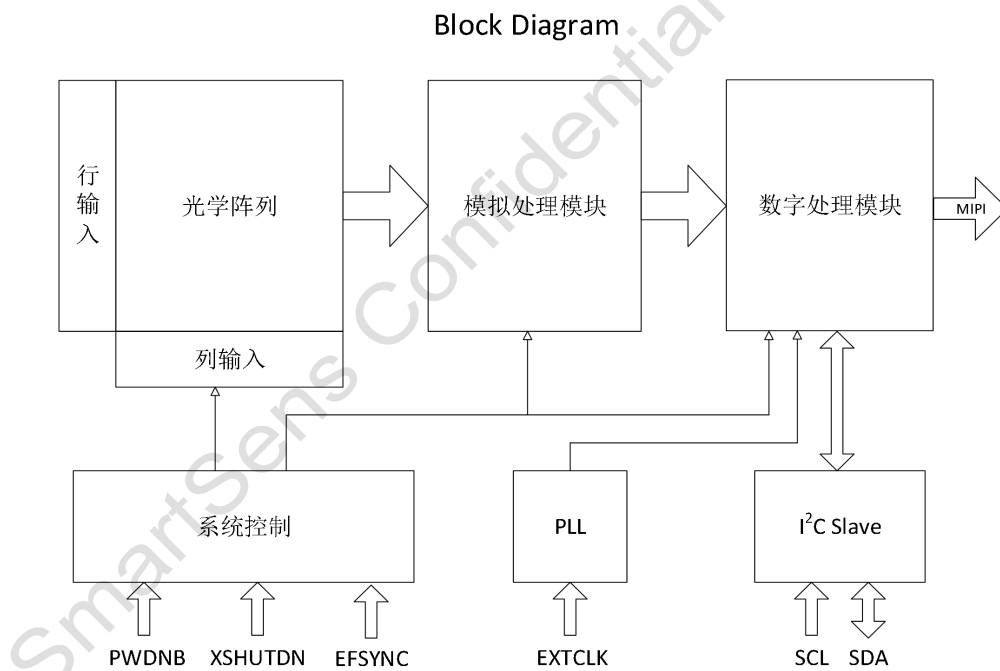 Block Diagram
行输入
光学阵列
模拟处理模块
数字处理模块
MIPI
列输入
系统控制
PLL
I²C Slave
PWDNB
XSHUTDN
EFSYNC
EXTCLK
SCL
SDA
SmartSens Confidential